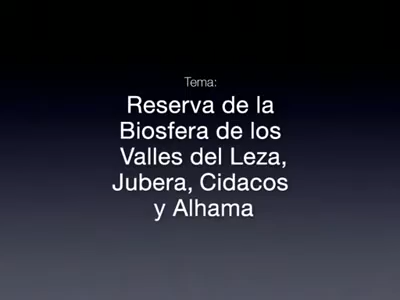 Tema:
Reserva de la
Biosfera de los
Valles del Leza,
Jubera, Cidacos
y Alhama